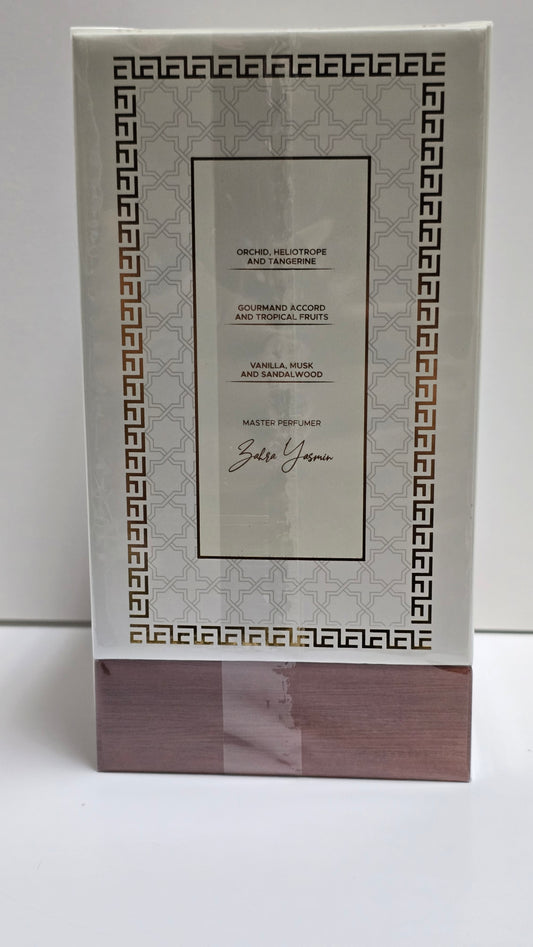 ORCHID, HELIOTROPE
AND TANGERINE
GOURMAND ACCORD
AND TROPICAL FRUITS
VANILLA, MUSK
AND SANDALWOOD
MASTER PERFUMER
Zahra Yasmin